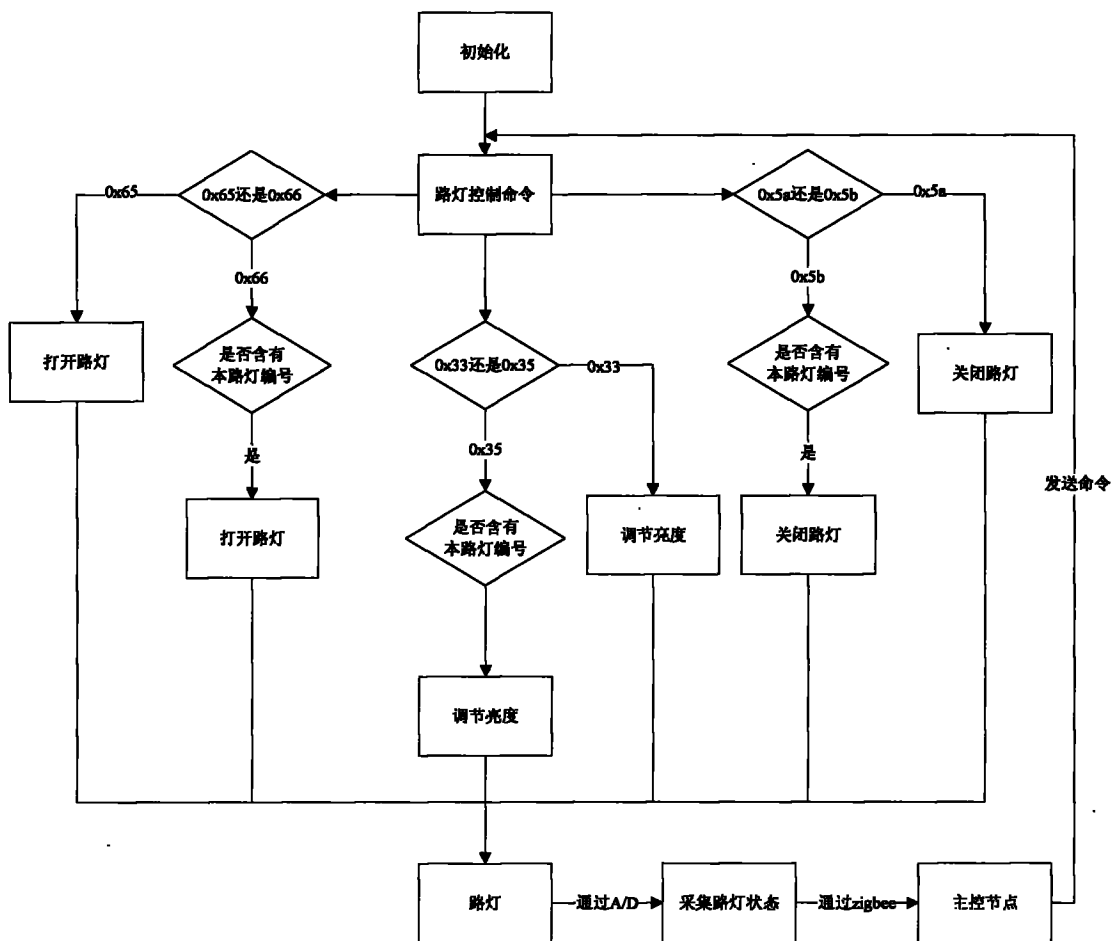 初始化
0x65
0x65还是0x66
路灯控制命令
0x5a还是0x5b
0x5a
0x66
0x5b
打开路灯
是否含有
本路灯编号
0x33还是0x35
0x33
是否含有
本路灯编号
关闭路灯
是
0x35
是
发送命令
打开路灯
是否含有
本路灯编号
调节亮度
关闭路灯
调节亮度
路灯
通过A/D
采集路灯状态
通过zigbee
主控节点